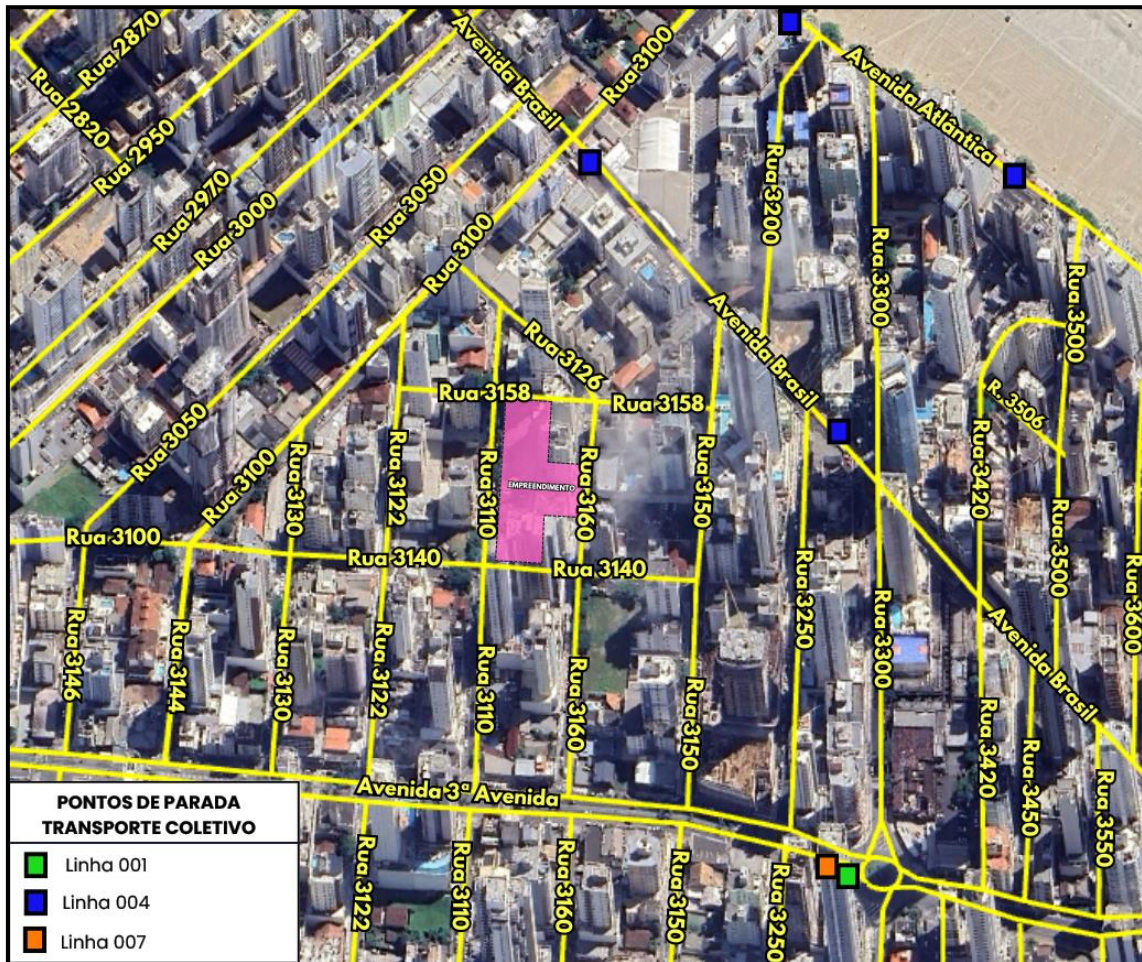 Rua 2870
Avenida Brasil
Rua 3100
Avenida Atlântica
Rua 2820
Rua 2950
Rua 2970
Rua 3000
Rua 3050
Rua 3100
Rua 3200
Rua 3300
Rua 3500
Avenida Brasil
Rua 3126
Rua 3158
Rua 3158
R. 3506
Rua 3050
Rua 3100
Rua 3130
Rua 3122
Rua 3110
EMPREENDIMENTO
Rua 3160
Rua 3150
Rua 3420
Rua 3500
Rua 3100
Rua 3140
Rua 3140
Rua 3250
Rua 3300
Rua 3600
Avenida Brasil
Rua 3146
Rua 3144
Rua 3130
Rua 3122
Rua 3110
Rua 3160
Rua 3150
Rua 3420
Rua 3450
Rua 3550
Avenida 3ª Avenida
PONTOS DE PARADA
TRANSPORTE COLETIVO
Linha 001
Linha 004
Linha 007
Rua 3122
Rua 3110
Rua 3160
Rua 3150
Rua 3250